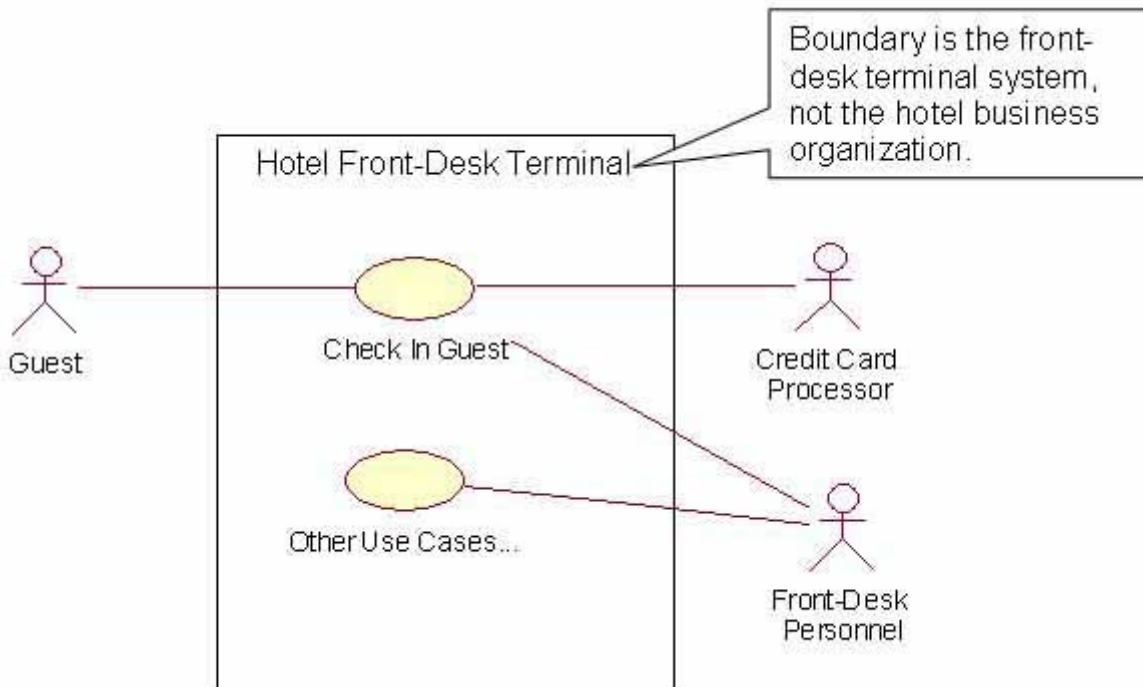 Boundary is the front-
desk terminal system,
not the hotel business
organization.
Hotel Front-Desk Terminal
Guest
Check In Guest
Credit Card
Processor
Other Use Cases...
Front-Desk
Personnel